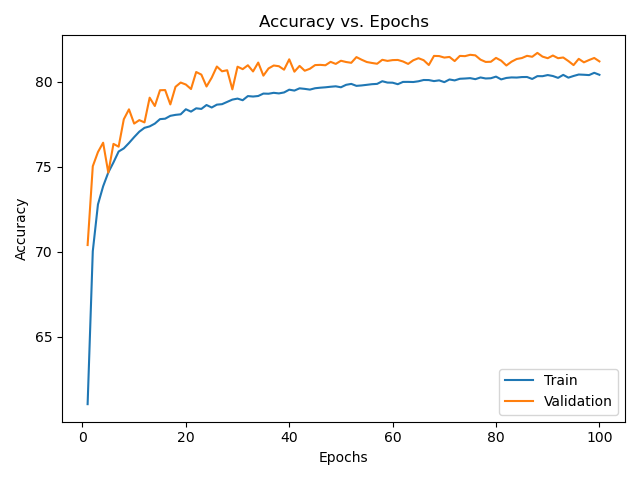 Accuracy vs. Epochs
Accuracy
80
75
70
65
0 20 40 60 80 100
Epochs
Train
Validation